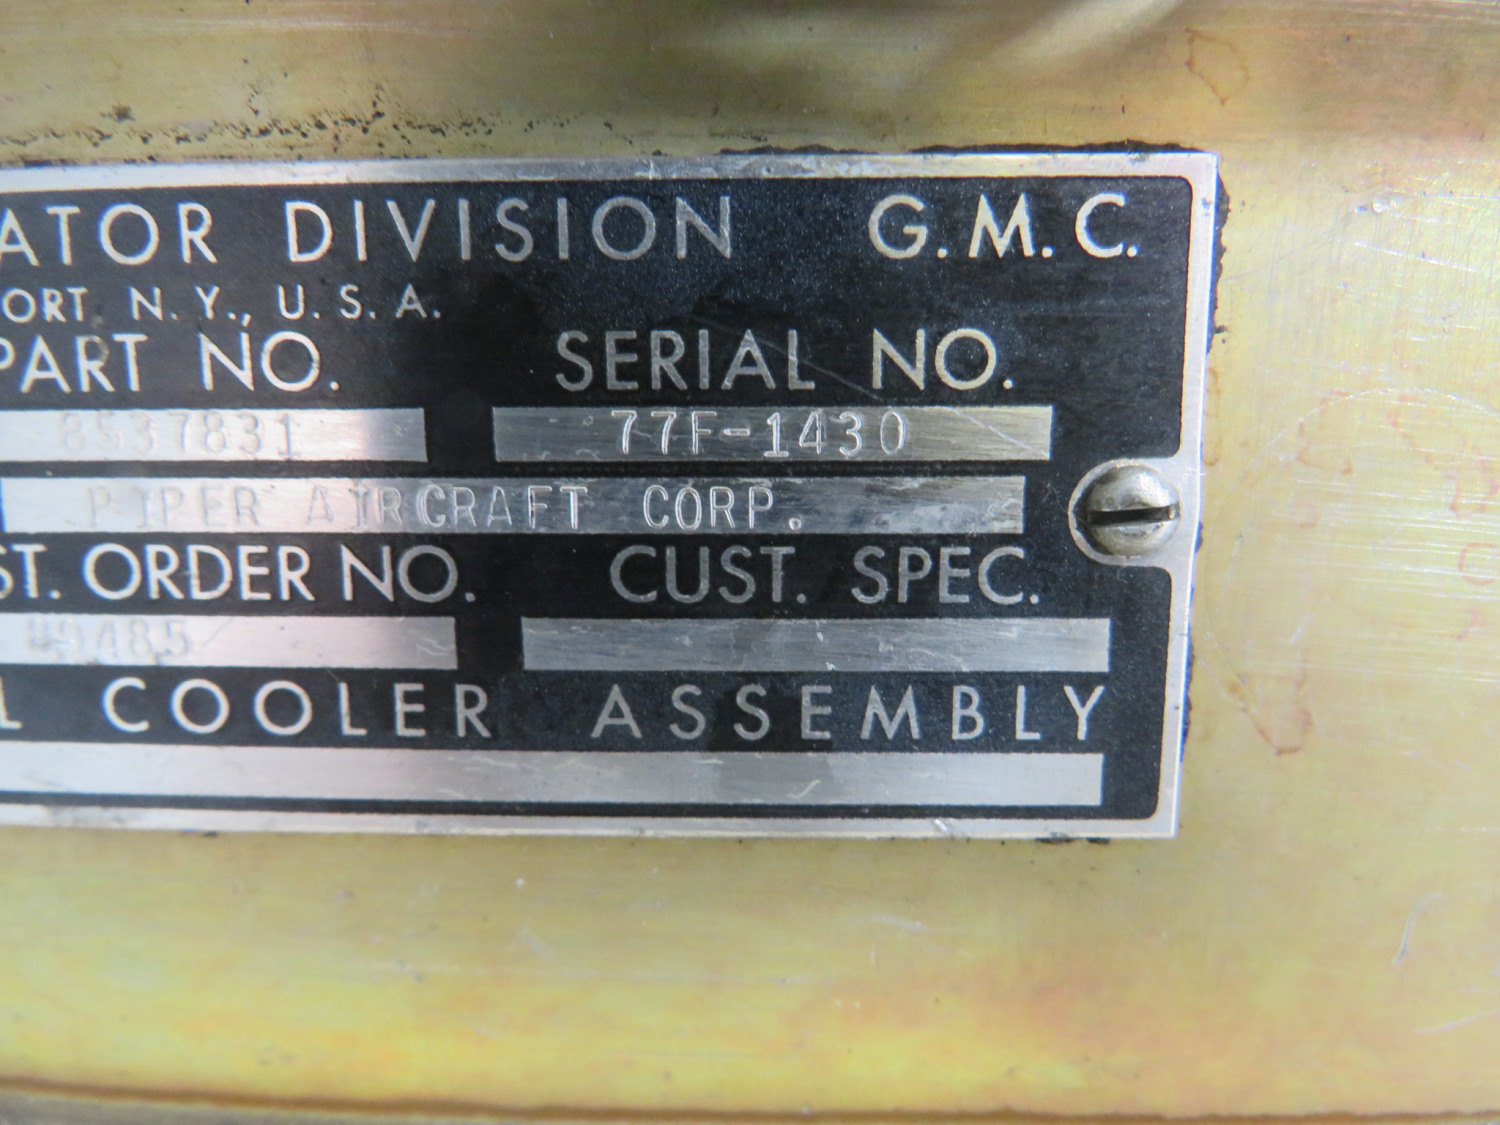 ATOR DIVISION G.M.C.
ORT, N.Y., U.S.A.
PART NO. SERIAL NO.
8537831 77F-1430
PIPER AIRCRAFT CORP.
ST. ORDER NO. CUST. SPEC.
49485
L COOLER ASSEMBLY